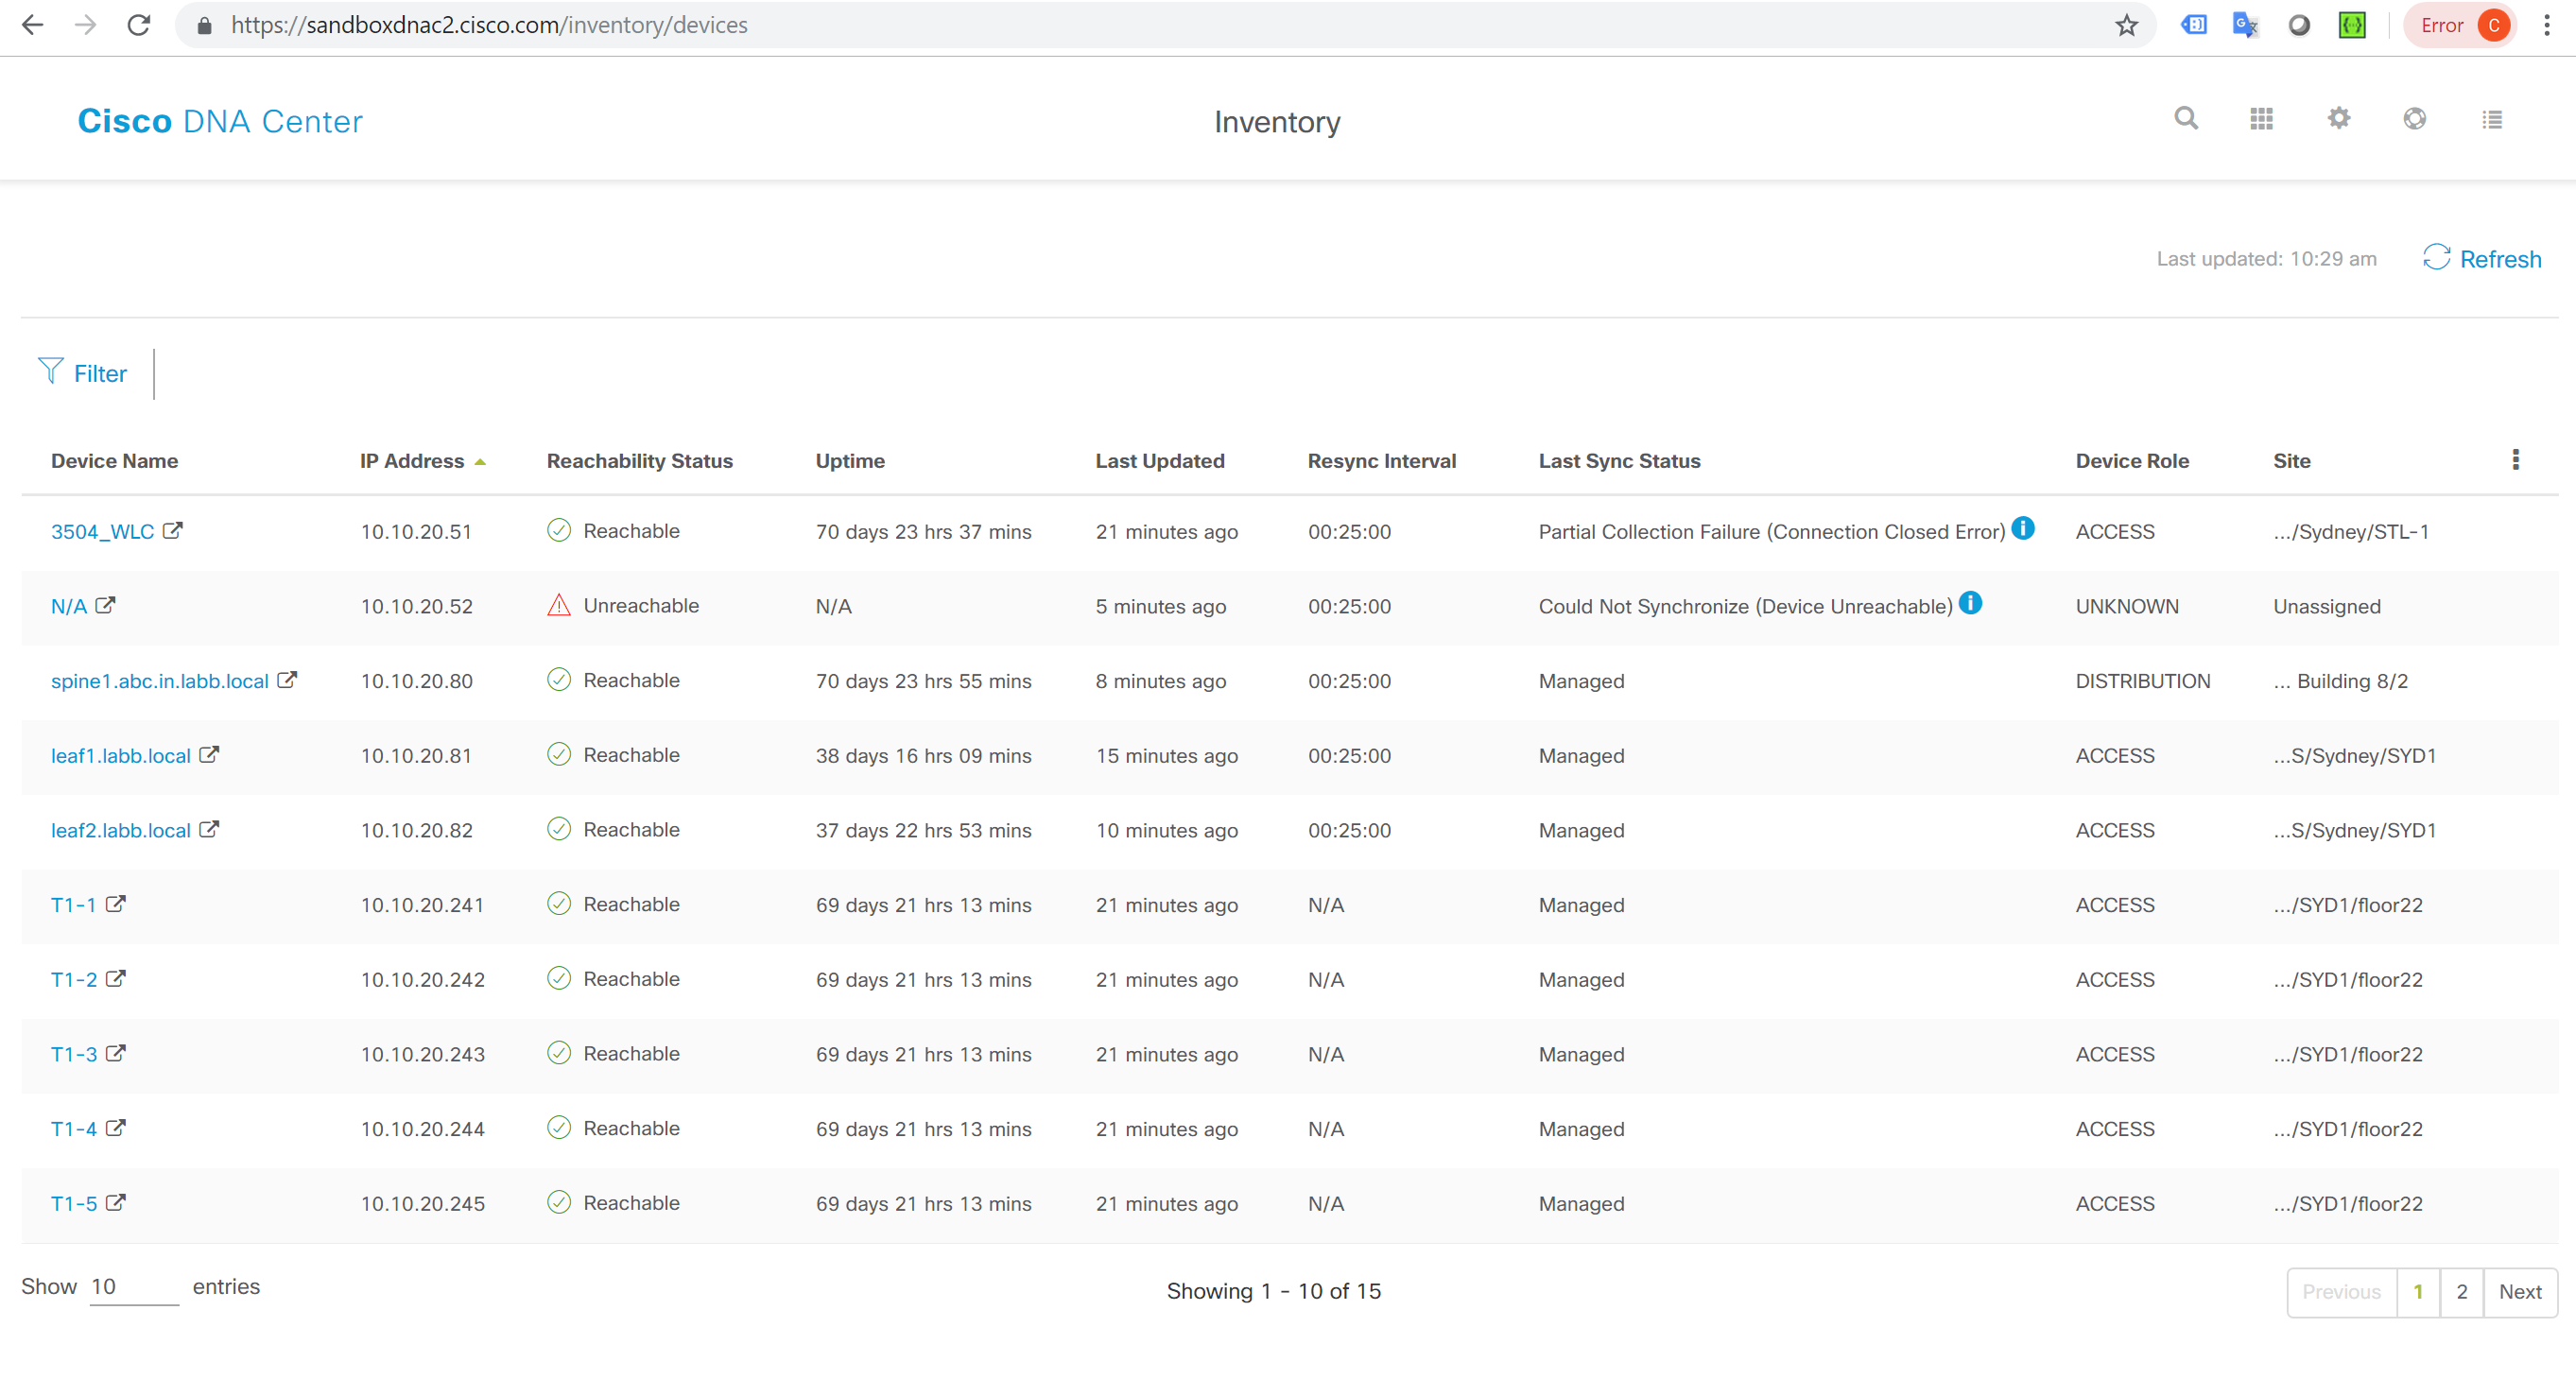 https://sandboxdnac2.cisco.com/inventory/devices Error C
Cisco DNA Center Inventory
Last updated: 10:29 am Refresh
Filter
Device Name IP Address Reachability Status Uptime Last Updated Resync Interval Last Sync Status Device Role Site
3504_WLC 10.10.20.51 Reachable 70 days 23 hrs 37 mins 21 minutes ago 00:25:00 Partial Collection Failure (Connection Closed Error) ACCESS .../Sydney/STL-1
N/A 10.10.20.52 Unreachable N/A 5 minutes ago 00:25:00 Could Not Synchronize (Device Unreachable) UNKNOWN Unassigned
spine1.abc.in.labb.local 10.10.20.80 Reachable 70 days 23 hrs 55 mins 8 minutes ago 00:25:00 Managed DISTRIBUTION ... Building 8/2
leaf1.labb.local 10.10.20.81 Reachable 38 days 16 hrs 09 mins 15 minutes ago 00:25:00 Managed ACCESS ...S/Sydney/SYD1
leaf2.labb.local 10.10.20.82 Reachable 37 days 22 hrs 53 mins 10 minutes ago 00:25:00 Managed ACCESS ...S/Sydney/SYD1
T1-1 10.10.20.241 Reachable 69 days 21 hrs 13 mins 21 minutes ago N/A Managed ACCESS .../SYD1/floor22
T1-2 10.10.20.242 Reachable 69 days 21 hrs 13 mins 21 minutes ago N/A Managed ACCESS .../SYD1/floor22
T1-3 10.10.20.243 Reachable 69 days 21 hrs 13 mins 21 minutes ago N/A Managed ACCESS .../SYD1/floor22
T1-4 10.10.20.244 Reachable 69 days 21 hrs 13 mins 21 minutes ago N/A Managed ACCESS .../SYD1/floor22
T1-5 10.10.20.245 Reachable 69 days 21 hrs 13 mins 21 minutes ago N/A Managed ACCESS .../SYD1/floor22
Show 10 entries Showing 1 - 10 of 15 Previous 1 2 Next